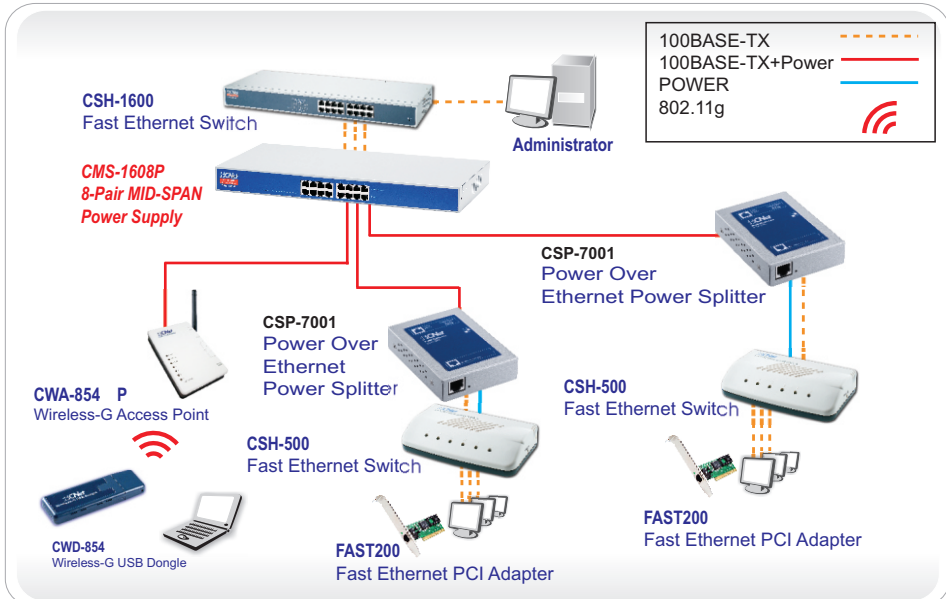 100BASE-TX
100BASE-TX+Power
POWER
802.11g
CSH-1600
Fast Ethernet Switch
Administrator
CMS-1608P
8-Pair MID-SPAN
Power Supply
CSP-7001
Power Over
Ethernet Power Splitter
CSP-7001
Power Over
Ethernet
Power Splitter
CWA-854 P
Wireless-G Access Point
CSH-500
Fast Ethernet Switch
CSH-500
Fast Ethernet Switch
CWD-854
Wireless-G USB Dongle
FAST200
Fast Ethernet PCI Adapter
FAST200
Fast Ethernet PCI Adapter